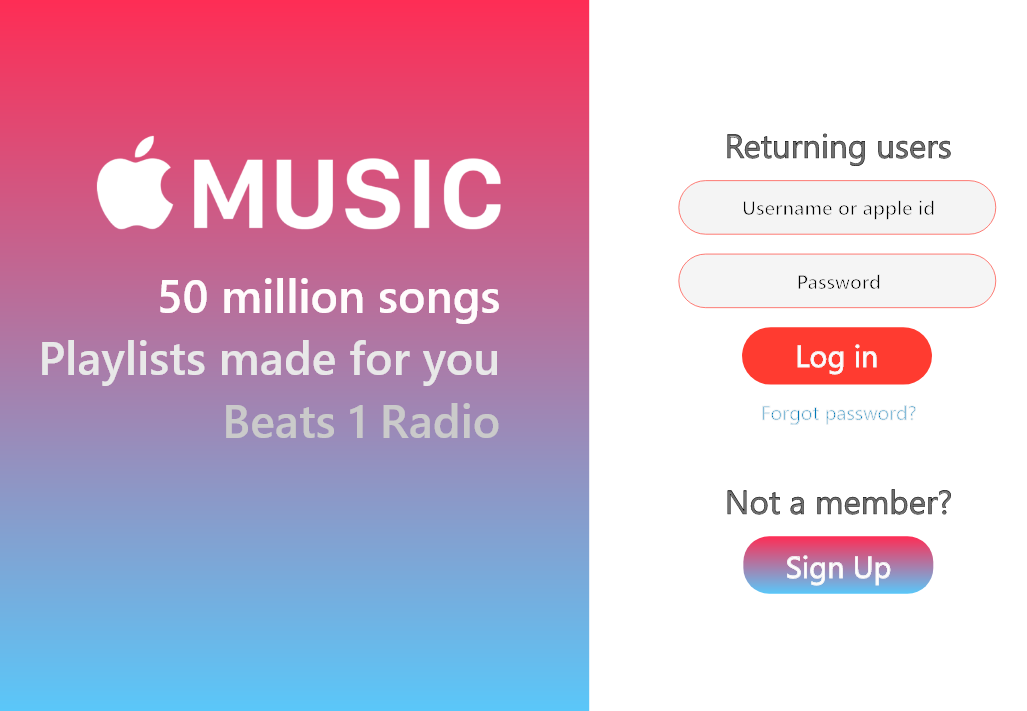 MUSIC
50 million songs
Playlists made for you
Beats 1 Radio
Returning users
Username or apple id
Password
Log in
Forgot password?
Not a member?
Sign Up